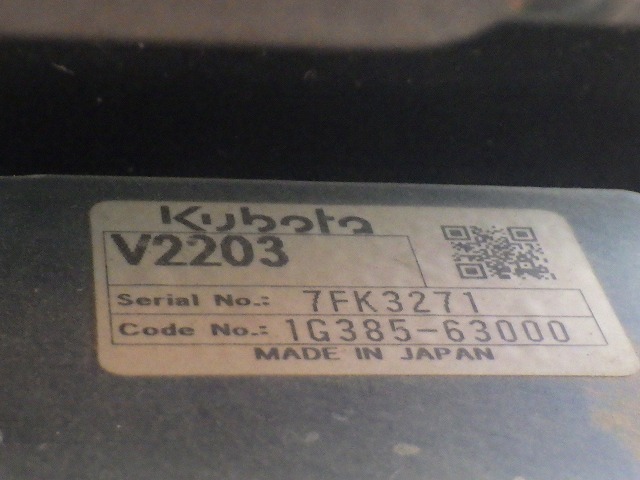 Kubota
V2203
Serial No.: 7FK3271
Code No.: 1G385-63000
MADE IN JAPAN